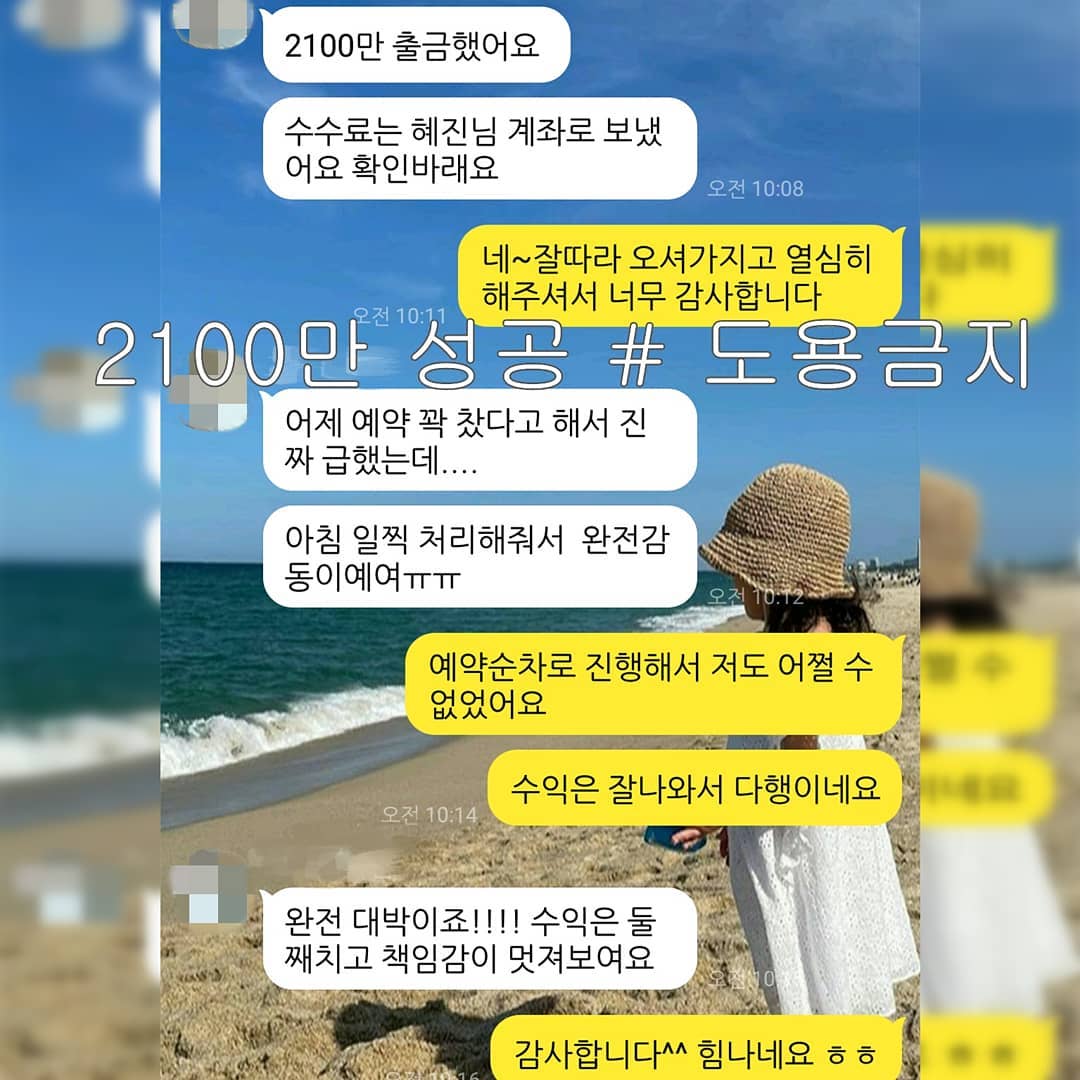 2100만 출금했어요
수수료는 혜진님 계좌로 보냈
어요 확인바래요
오전 10:08
네~잘따라 오셔가지고 열심히
해주셔서 너무 감사합니다
오전 10:11
2100만 성공 # 도용금지
어제 예약 꽉 찼다고 해서 진
짜 급했는데....
아침 일찍 처리해줘서  완전감
동이예여ㅠㅠ
오전 10:12
예약순차로 진행해서 저도 어쩔 수
없었어요
수익은 잘나와서 다행이네요
오전 10:14
완전 대박이죠!!!! 수익은 둘
째치고 책임감이 멋져보여요
오전
감사합니다^^ 힘나네요 ㅎㅎ
오전 10:16